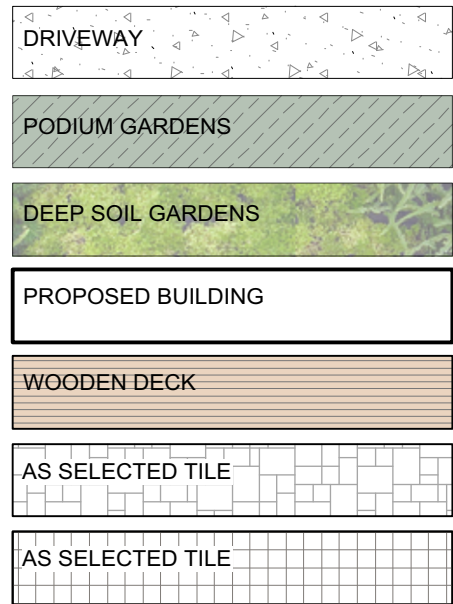 DRIVEWAY
PODIUM GARDENS
DEEP SOIL GARDENS
PROPOSED BUILDING
WOODEN DECK
AS SELECTED TILE
AS SELECTED TILE